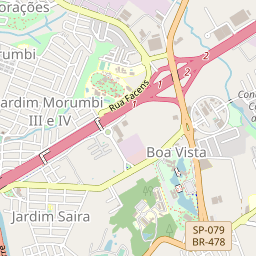 orações
rumbi
Rua Facens
2
2
1
1
Con
Ca
Jardim Morumbi
III e IV
Boa Vista
Jardim Saira
SP-079
BR-478